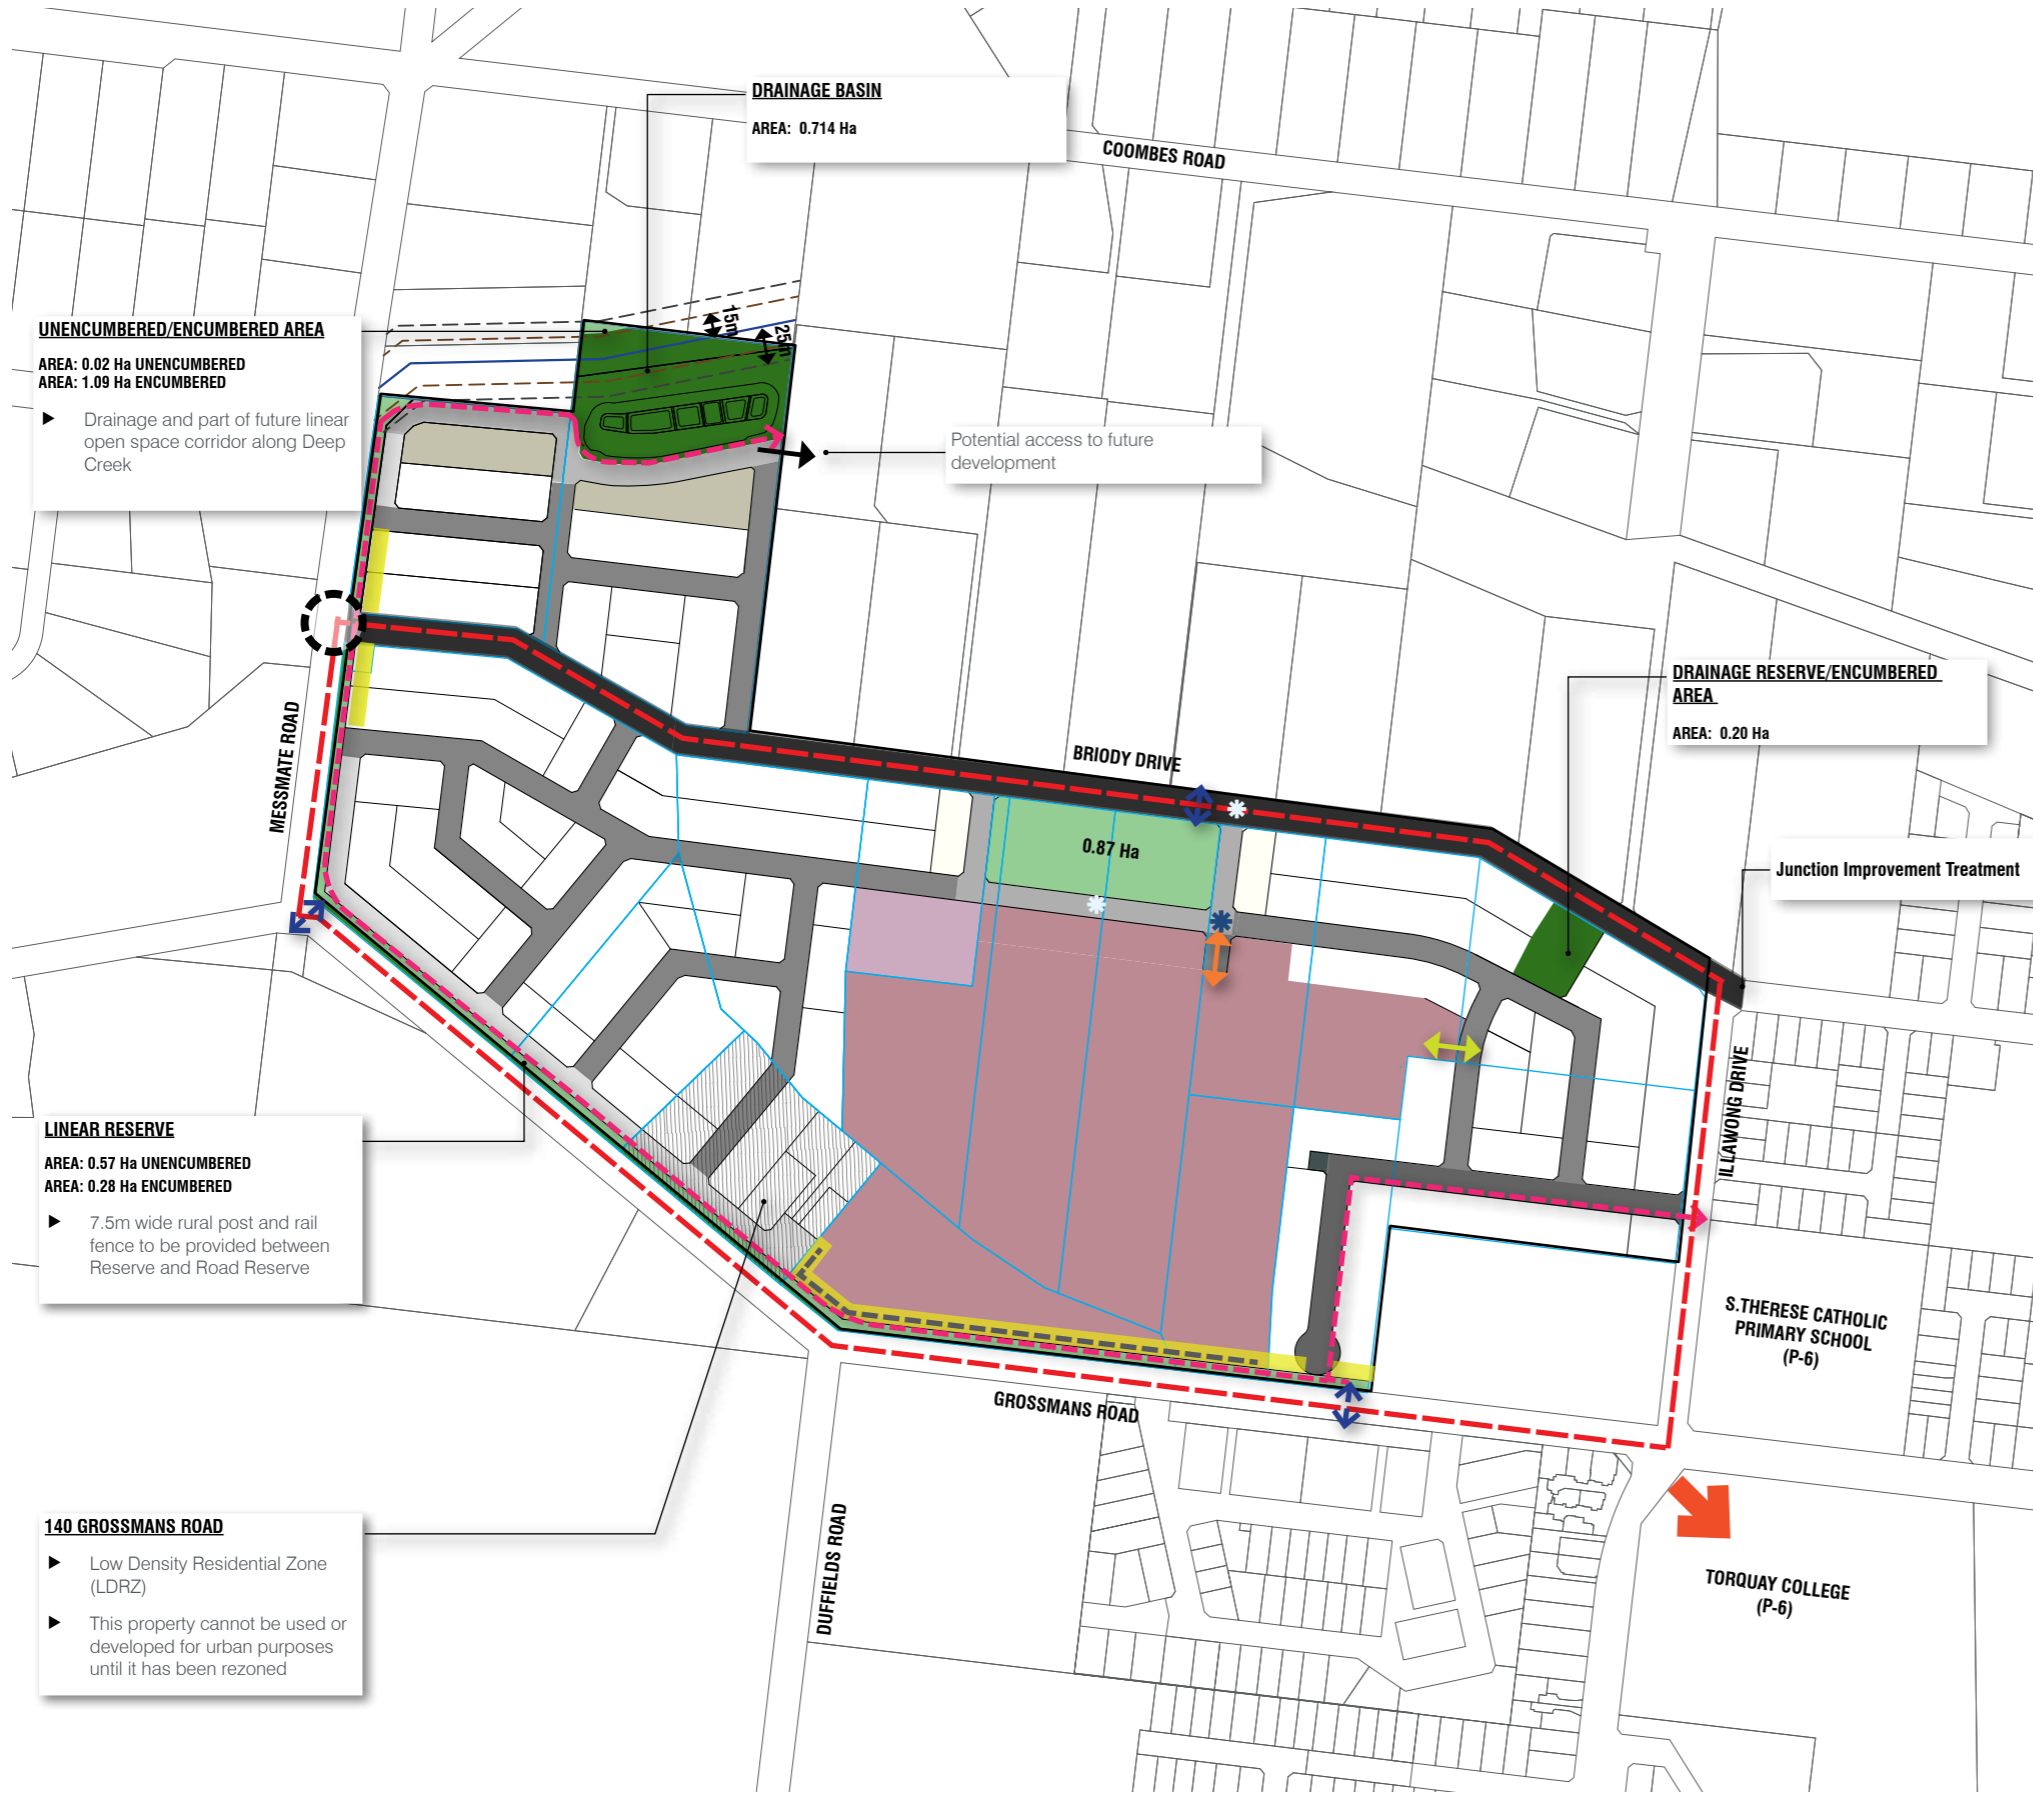 DRAINAGE BASIN
AREA: 0.714 Ha
COOMBES ROAD
UNENCUMBERED/ENCUMBERED AREA
AREA: 0.02 Ha UNENCUMBERED
AREA: 1.09 Ha ENCUMBERED
► Drainage and part of future linear
open space corridor along Deep
Creek
15m
25m
Potential access to future
development
DRAINAGE RESERVE/ENCUMBERED
AREA
AREA: 0.20 Ha
MESSMATE ROAD
BRIODY DRIVE
0.87 Ha
Junction Improvement Treatment
ILLAWONG DRIVE
LINEAR RESERVE
AREA: 0.57 Ha UNENCUMBERED
AREA: 0.28 Ha ENCUMBERED
► 7.5m wide rural post and rail
fence to be provided between
Reserve and Road Reserve
S.THERESE CATHOLIC
PRIMARY SCHOOL
(P-6)
GROSSMANS ROAD
140 GROSSMANS ROAD
► Low Density Residential Zone
(LDRZ)
► This property cannot be used or
developed for urban purposes
until it has been rezoned
DUFFIELDS ROAD
TORQUAY COLLEGE
(P-6)